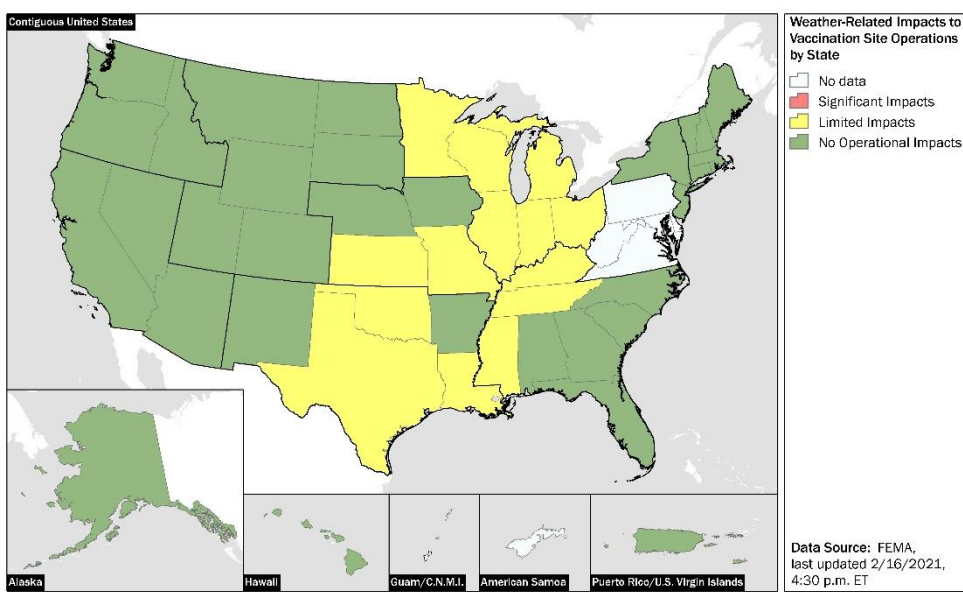 Contiguous United States
Weather-Related Impacts to
Vaccination Site Operations
by State
No data
Significant Impacts
Limited Impacts
No Operational Impacts
Data Source: FEMA,
last updated 2/16/2021,
4:30 p.m. ET
Alaska
Hawaii
Guam/C.N.M.I.
American Samoa
Puerto Rico/U.S. Virgin Islands